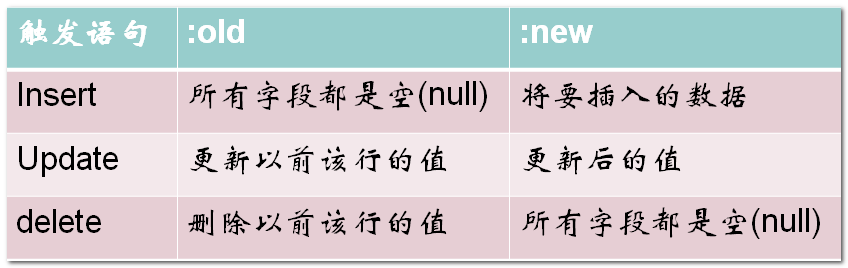 触发语句 :old :new
Insert 所有字段都是空(null) 将要插入的数据
Update 更新以前该行的值 更新后的值
delete 删除以前该行的值 所有字段都是空(null)